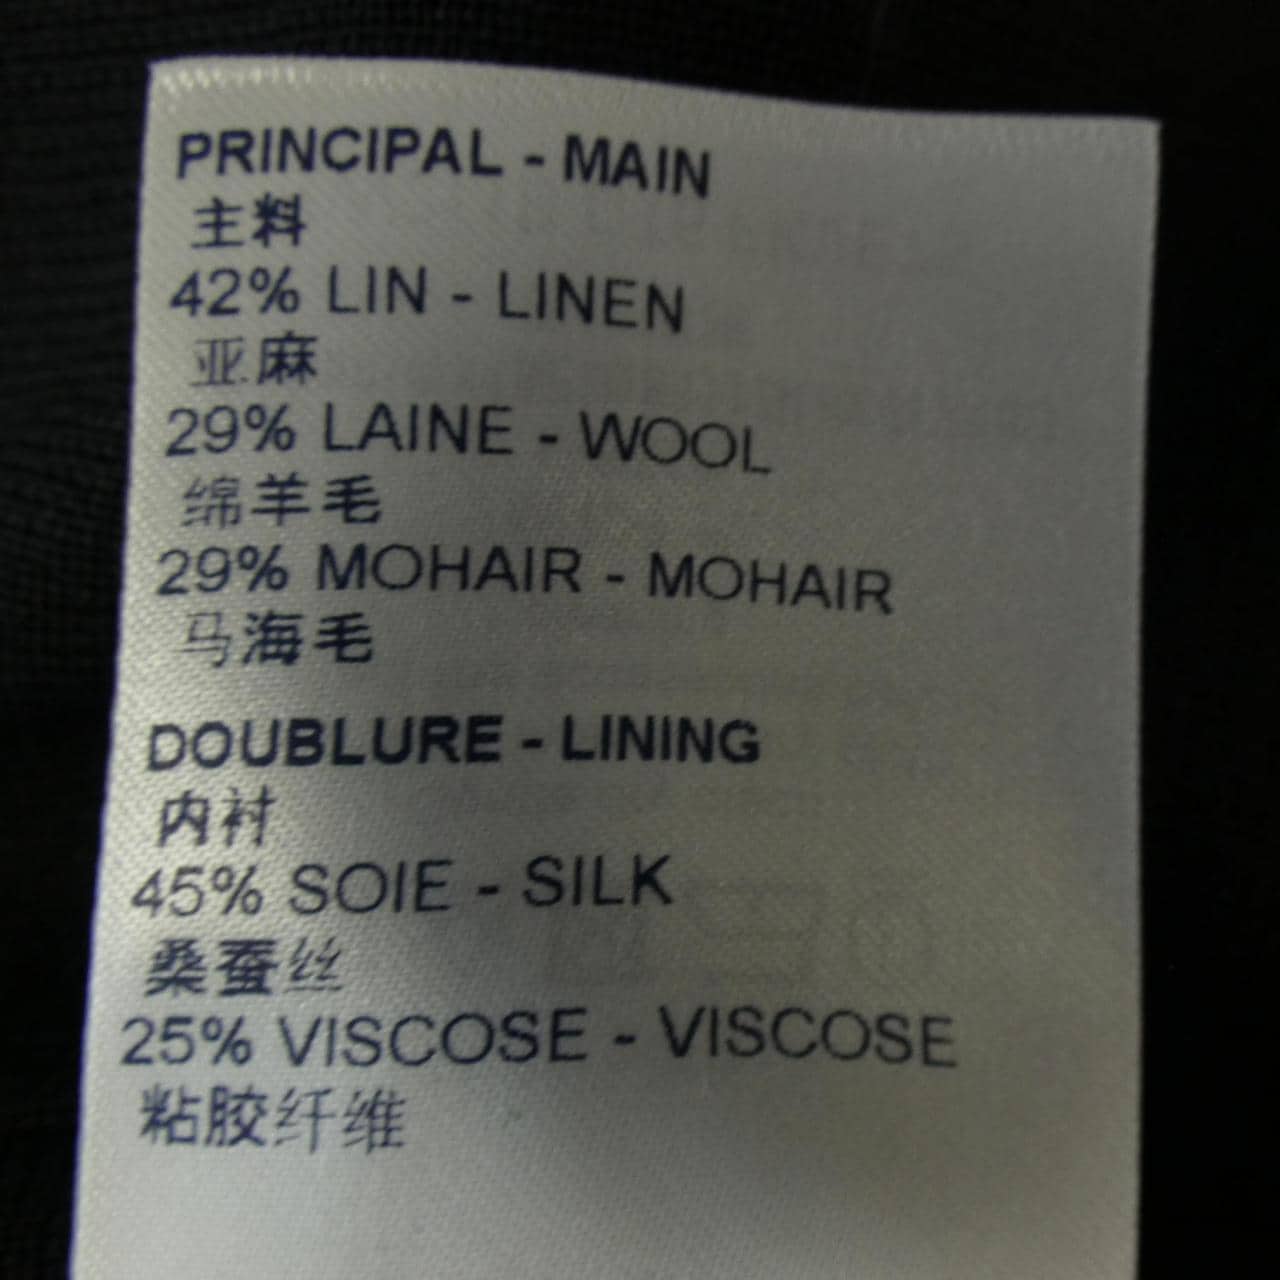 PRINCIPAL - MAIN
主料
42% LIN - LINEN
亚麻
29% LAINE - WOOL
绵羊毛
29% MOHAIR - MOHAIR
马海毛
DOUBLURE - LINING
内衬
45% SOIE - SILK
桑蚕丝
25% VISCOSE - VISCOSE
粘胶纤维